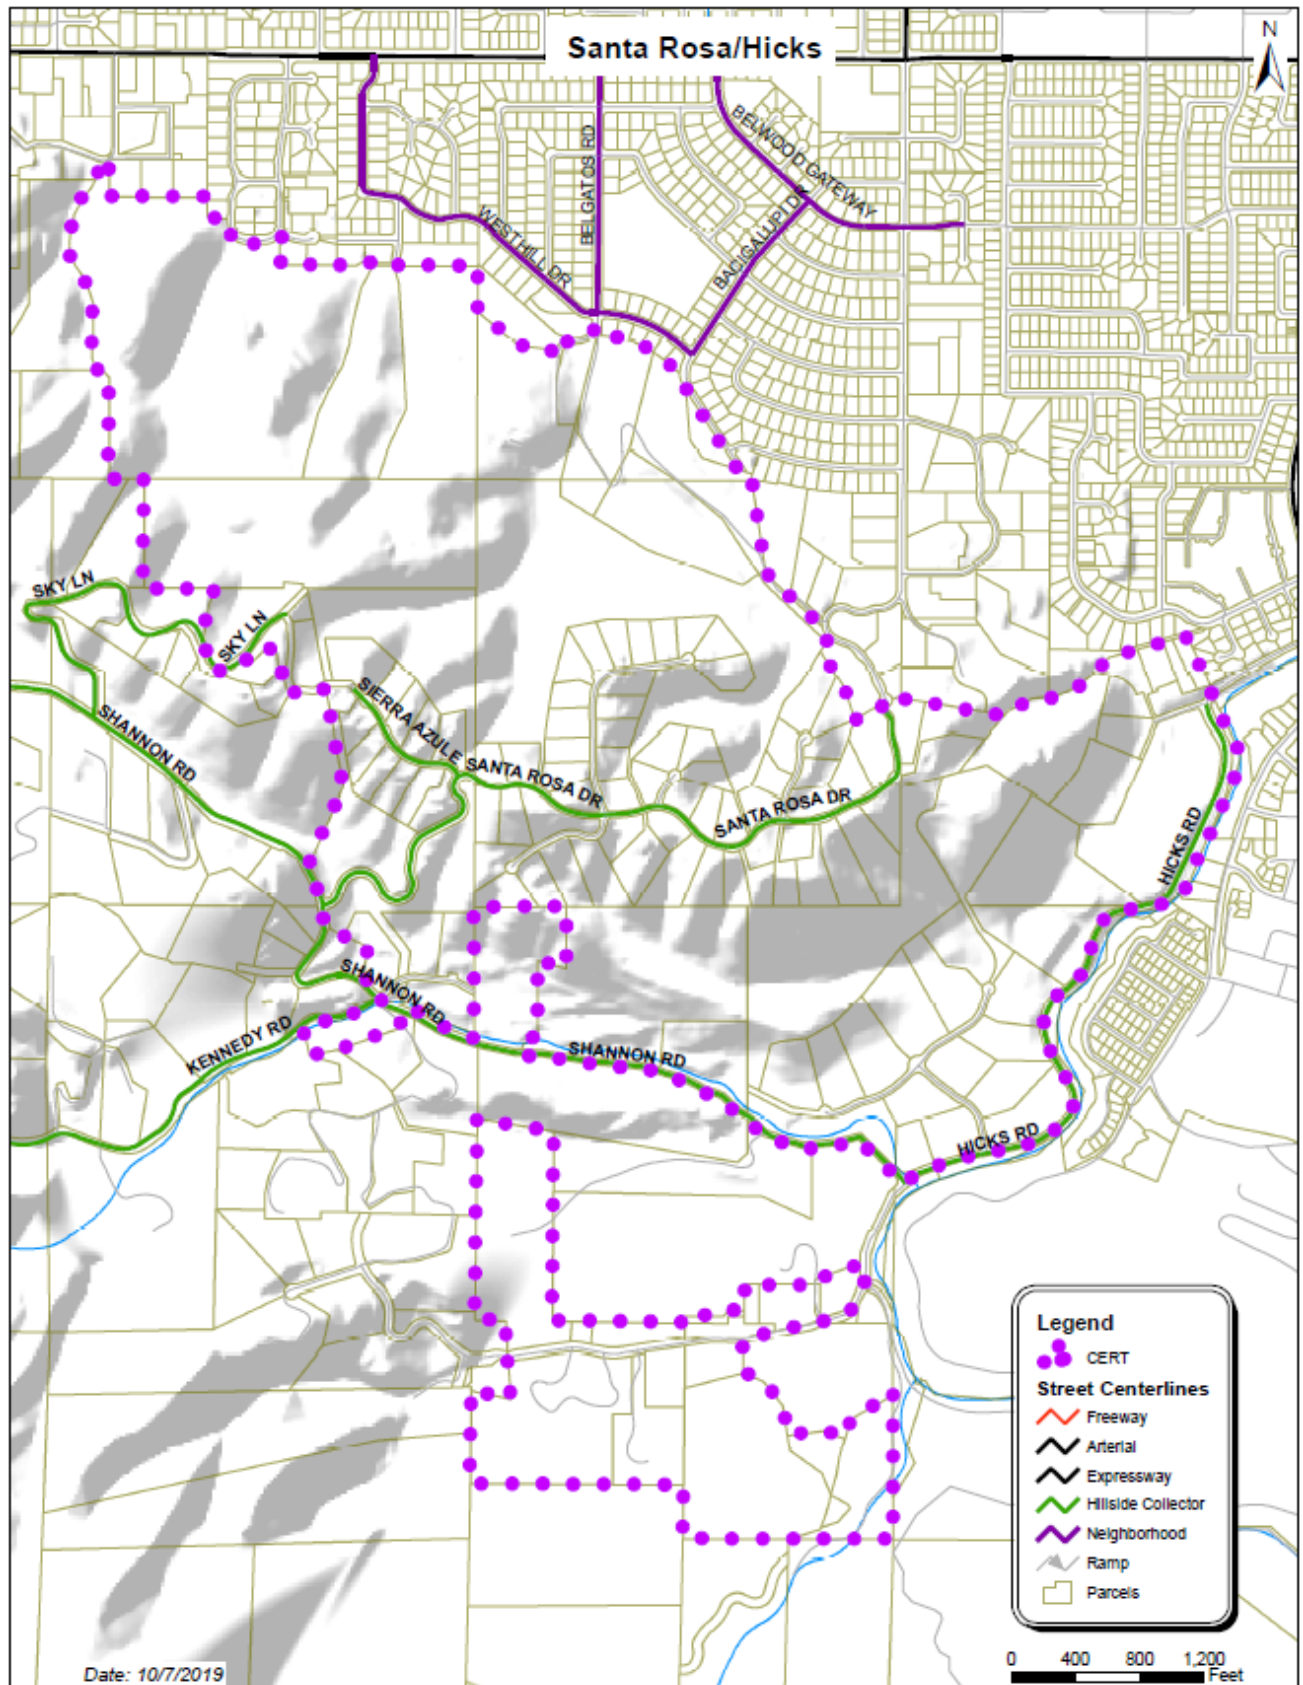 Santa Rosa/Hicks
N
BELWOOD GATEWAY
BELGATOS RD
BACIGALUPI DR
WESTHILL DR
SKY LN
SKY LN
SIERRA AZULE
SHANNON RD
SANTA ROSA DR
SANTA ROSA DR
HICKS RD
SHANNON RD
KENNEDY RD
SHANNON RD
HICKS RD
Legend
CERT
Street Centerlines
Freeway
Arterial
Expressway
Hillside Collector
Neighborhood
Ramp
Parcels
0 400 800 1,200
Feet
Date: 10/7/2019